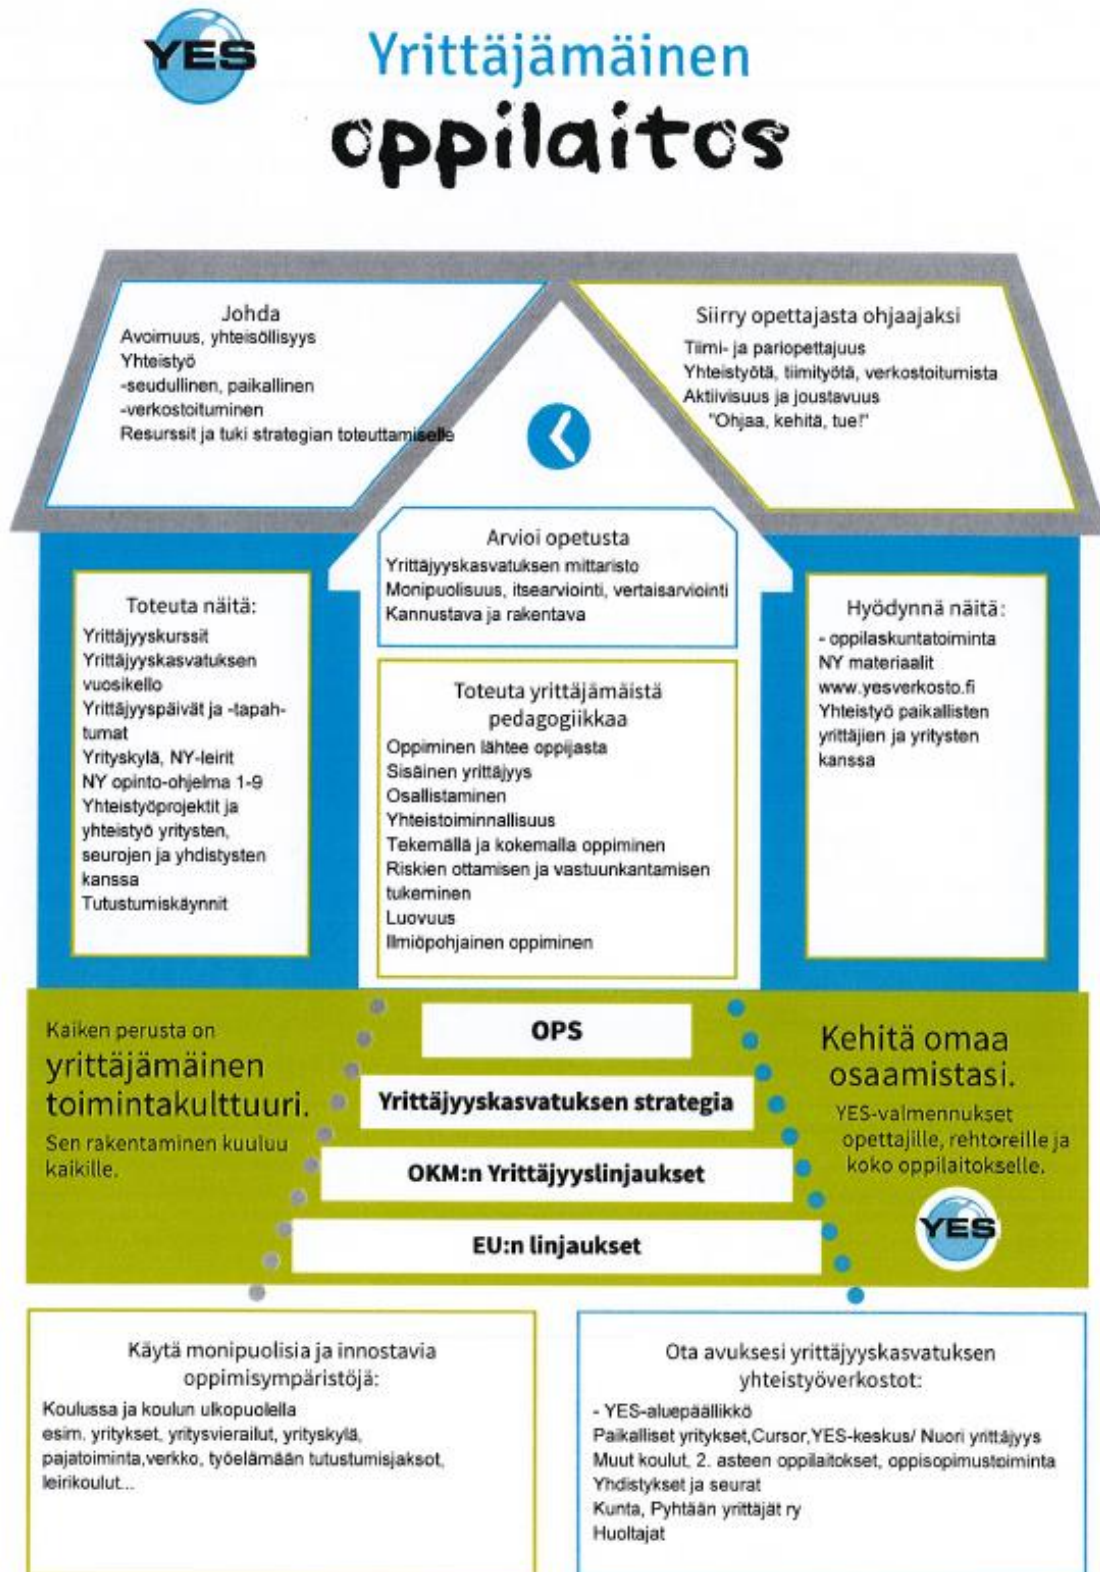 YES
Yrittäjämäinen
oppilaitos
Johda
Avoimuus, yhteisöllisyys
Yhteistyö
-seudullinen, paikallinen
-verkostoituminen
Resurssit ja tuki strategian toteuttamiselle
Siirry opettajasta ohjaajaksi
Tiimi- ja pariopettajuus
Yhteistyötä, tiimityötä, verkostoitumista
Aktiivisuus ja joustavuus
"Ohjaa, kehitä, tue!"
Arvioi opetusta
Yrittäjyyskasvatuksen mittaristo
Monipuolisuus, itsearviointi, vertaisarviointi
Kannustava ja rakentava
Toteuta näitä:
Yrittäjyyskurssit
Yrittäjyyskasvatuksen
vuosikello
Yrittäjyyspäivät ja -tapah-
tumat
Yrityskylä, NY-leirit
NY opinto-ohjelma 1-9
Yhteistyöprojektit ja
yhteistyö yritysten,
seurojen ja yhdistysten
kanssa
Tutustumiskäynnit
Toteuta yrittäjämäistä
pedagogiikkaa
Oppiminen lähtee oppijasta
Sisäinen yrittäjyys
Osallistaminen
Yhteistoiminnallisuus
Tekemällä ja kokemalla oppiminen
Riskien ottamisen ja vastuunkantamisen
tukeminen
Luovuus
Ilmiöpohjainen oppiminen
Hyödynnä näitä:
- oppilaskuntatoiminta
NY materiaalit
www.yesverkosto.fi
Yhteistyö paikallisten
yrittäjien ja yritysten
kanssa
Kaiken perusta on
yrittäjämäinen
toimintakulttuuri.
Sen rakentaminen kuuluu
kaikille.
OPS
Yrittäjyyskasvatuksen strategia
OKM:n Yrittäjyyslinjaukset
EU:n linjaukset
Kehitä omaa
osaamistasi.
YES-valmennukset
opettajille, rehtoreille ja
koko oppilaitokselle.
YES
Käytä monipuolisia ja innostavia
oppimisympäristöjä:
Koulussa ja koulun ulkopuolella
esim. yritykset, yritysvierailut, yrityskylä,
pajatoiminta,verkko, työelämään tutustumisjaksot,
leirikoulut...
Ota avuksesi yrittäjyyskasvatuksen
yhteistyöverkostot:
- YES-aluepäällikkö
Paikalliset yritykset,Cursor,YES-keskus/ Nuori yrittäjyys
Muut koulut, 2. asteen oppilaitokset, oppisopimustoiminta
Yhdistykset ja seurat
Kunta, Pyhtään yrittäjät ry
Huoltajat